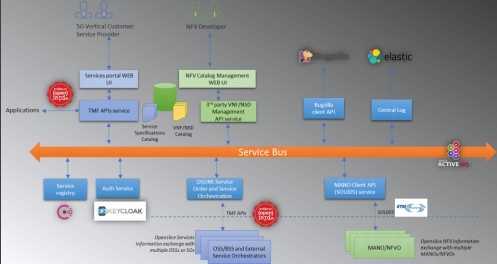 5G Vertical Customer
Service Provider
NFV Developer
bugzilla
elastic
Services portal WEB
UI
NFV Catalog Management
WEB UI
Applications
TMF APIs service
Service
Specifications
Catalog
VNF/NSD
Catalog
3rd party VNF/NSD
Management
API service
Bugzilla
client API
Central Log
Service Bus
ACTIVE
Service
registry
Auth Service
OSOM: Service
Order and Service
Orchestration
MANO Client API
(SOL005) service
KEYCLOAK
TMF APIs
open
api
SOL005
ETSI
Openslice Services
information exchange with
multiple OSSs or SOs
OSS/BSS and External
Service Orchestrators
MANO/NFVO
Openslice NFV information
exchange with multiple
MANOs/NFVOs